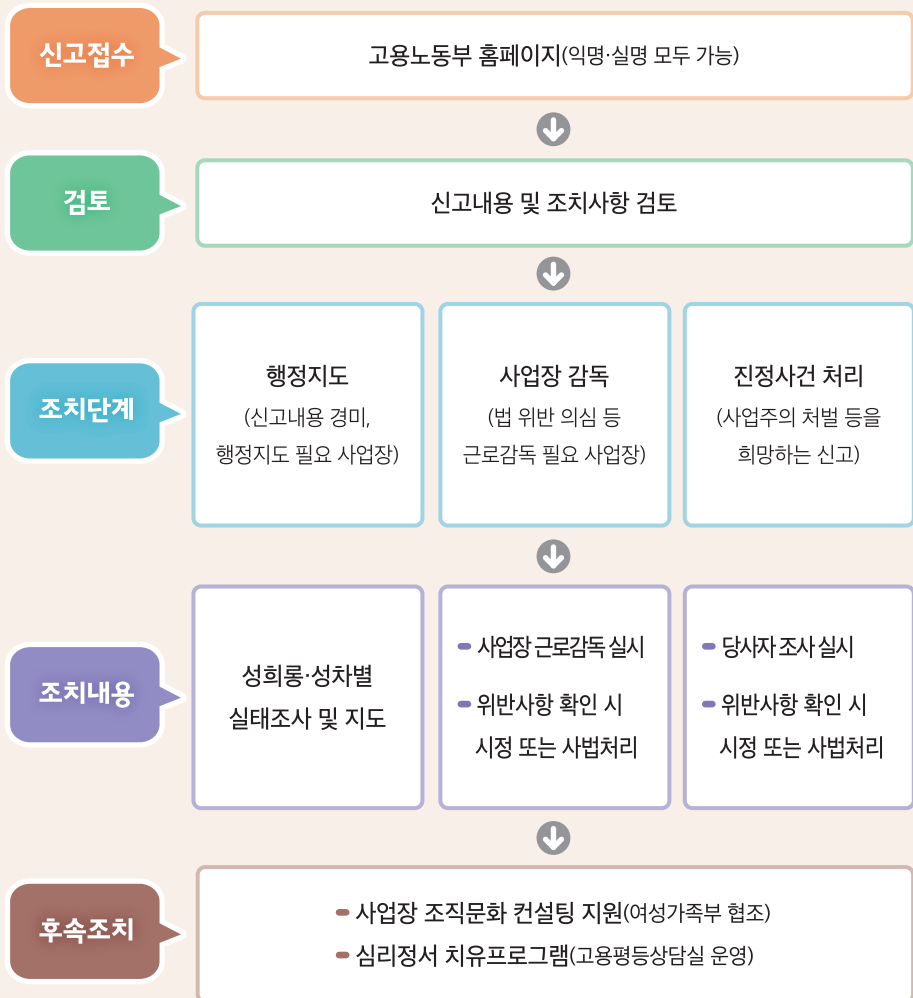 신고접수
고용노동부 홈페이지(익명·실명 모두 가능)
검토
신고내용 및 조치사항 검토
조치단계
행정지도
(신고내용 경미,
행정지도 필요 사업장)
사업장 감독
(법 위반 의심 등
근로감독 필요 사업장)
진정사건 처리
(사업주의 처벌 등을
희망하는 신고)
조치내용
성희롱·성차별
실태조사 및 지도
- 사업장 근로감독 실시
- 위반사항 확인 시
시정 또는 사법처리
- 당사자 조사 실시
- 위반사항 확인 시
시정 또는 사법처리
후속조치
- 사업장 조직문화 컨설팅 지원(여성가족부 협조)
- 심리정서 치유프로그램(고용평등상담실 운영)